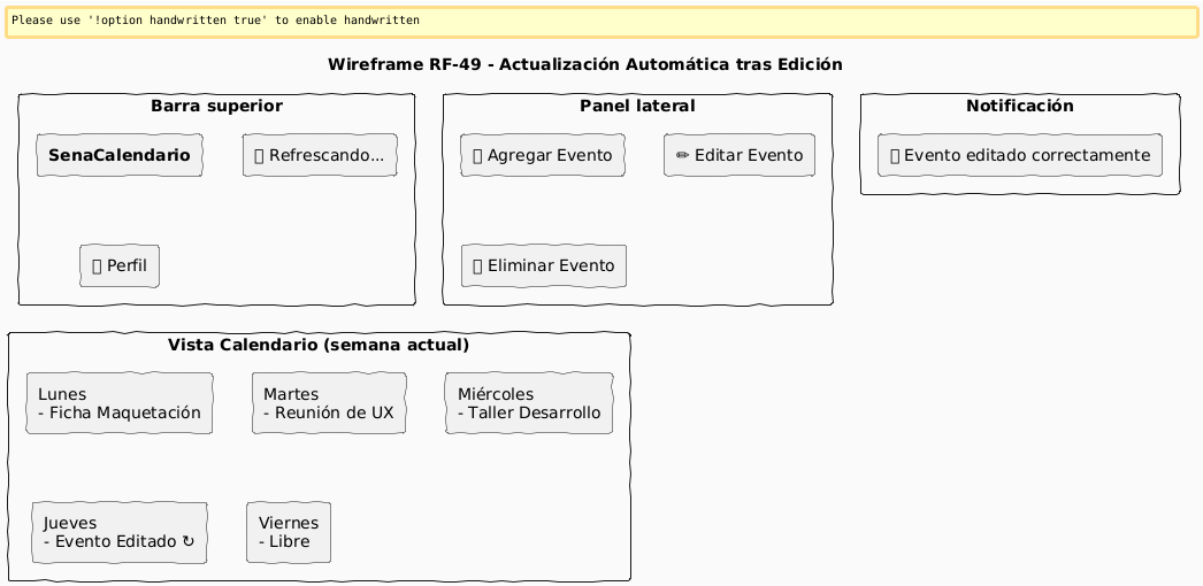 Please use '!option handwritten true' to enable handwritten
Wireframe RF-49 - Actualización Automática tras Edición
Barra superior
SenaCalendario
▯ Refrescando...
▯ Perfil
Panel lateral
▯ Agregar Evento
✏ Editar Evento
▯ Eliminar Evento
Notificación
▯ Evento editado correctamente
Vista Calendario (semana actual)
Lunes
- Ficha Maquetación
Martes
- Reunión de UX
Miércoles
- Taller Desarrollo
Jueves
- Evento Editado ↻
Viernes
- Libre